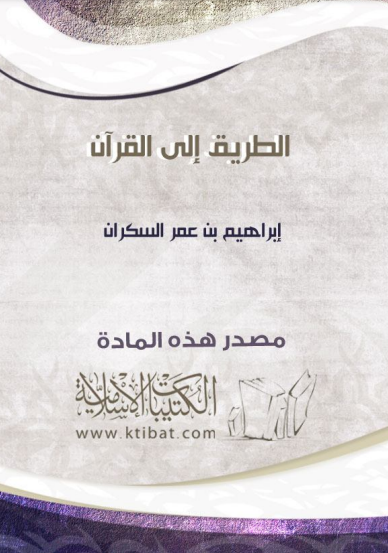 الطريق إلى القرآن
إبراهيم بن عمر السكران
مصدر هذه المادة
الكتيبات الإسلامية
www.ktibat.com